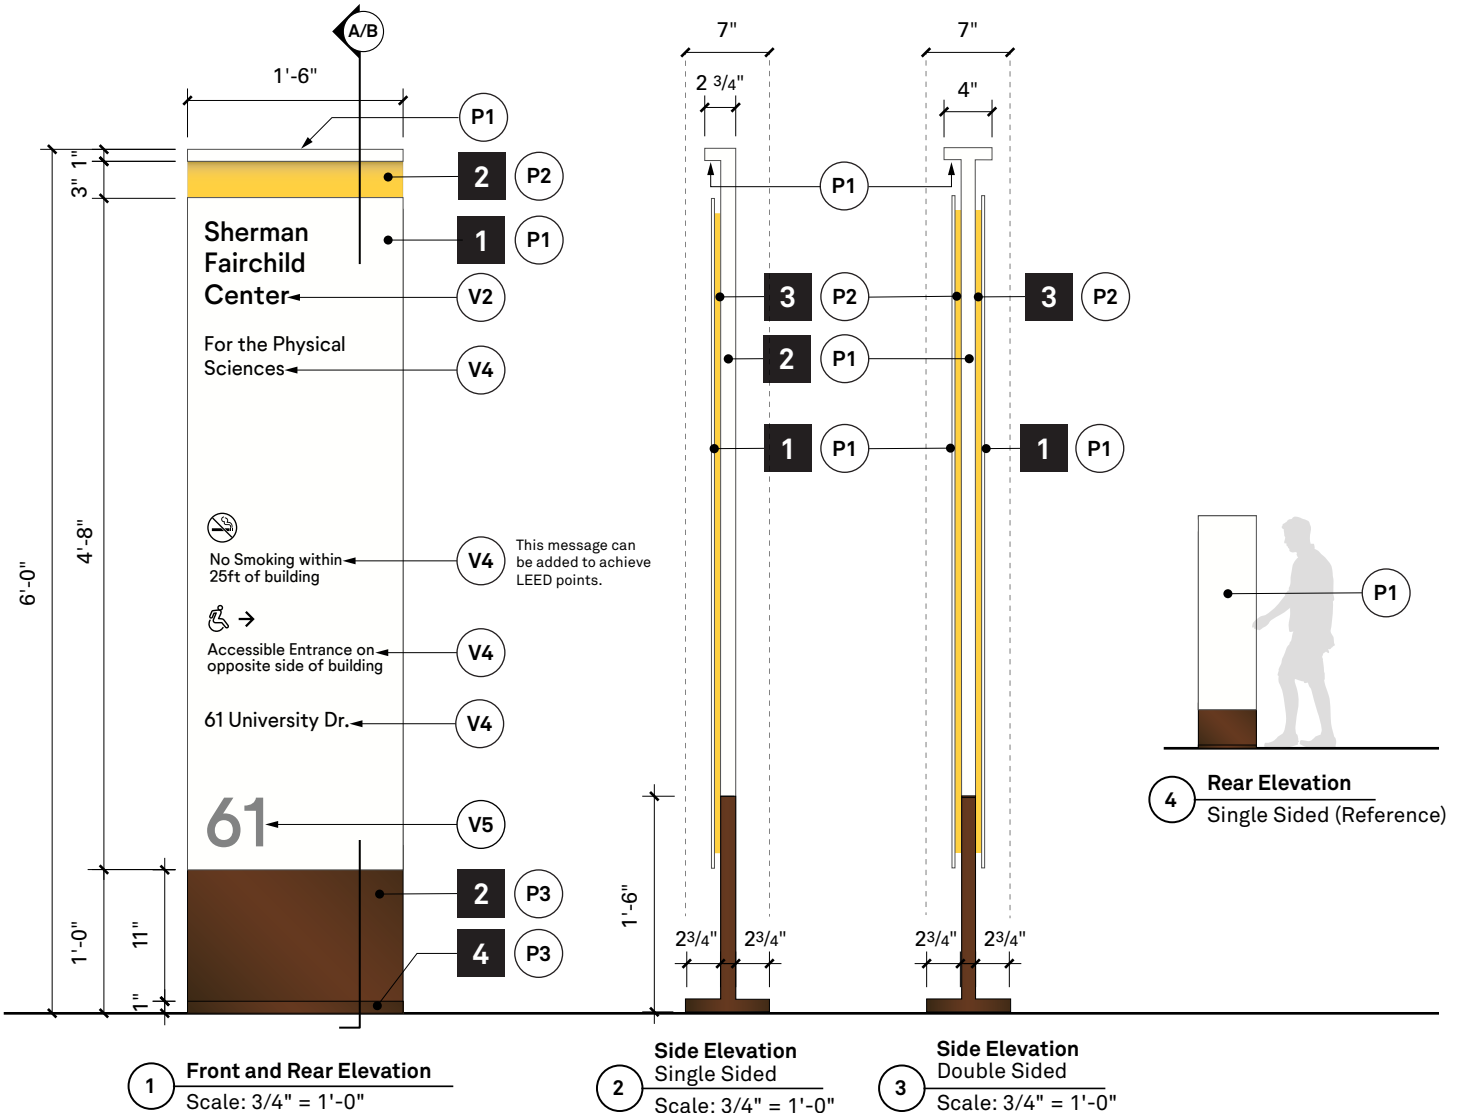 A/B
1'-6"
P1
2 P2
1 P1
Sherman
Fairchild
Center
V2
For the Physical
Sciences
V4
No Smoking within
25ft of building
V4
This message can
be added to achieve
LEED points.
Accessible Entrance on
opposite side of building
V4
61 University Dr.
V4
61
V5
2 P3
4 P3
1"
3"
4'-8"
6'-0"
1'-0"
11"
1"
1
Front and Rear Elevation
Scale: 3/4" = 1'-0"
7"
2 3/4"
P1
3 P2
2 P1
1 P1
1'-6"
2 3/4" 2 3/4"
2
Side Elevation
Single Sided
Scale: 3/4" = 1'-0"
7"
4"
3 P2
1 P1
2 3/4" 2 3/4"
3
Side Elevation
Double Sided
Scale: 3/4" = 1'-0"
P1
4
Rear Elevation
Single Sided (Reference)